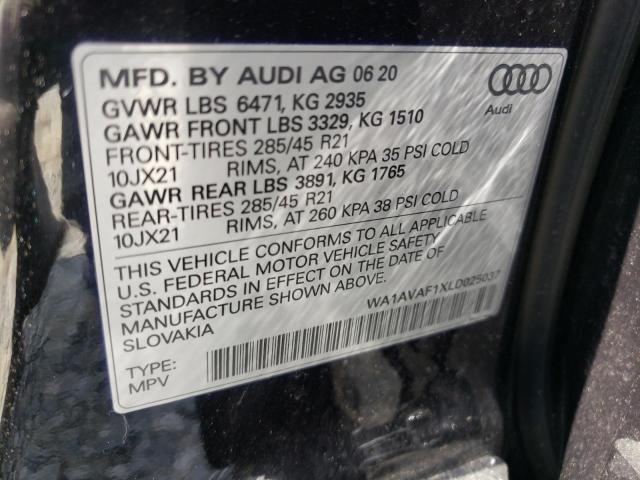 MFD. BY AUDI AG 06 20
GVWR LBS 6471, KG 2935
GAWR FRONT LBS 3329, KG 1510
FRONT-TIRES 285/45 R21
10JX21 RIMS, AT 240 KPA 35 PSI COLD
GAWR REAR LBS 3891, KG 1765
REAR-TIRES 285/45 R21
10JX21 RIMS, AT 260 KPA 38 PSI COLD
THIS VEHICLE CONFORMS TO ALL APPLICABLE
U.S. FEDERAL MOTOR VEHICLE SAFETY
STANDARDS IN EFFECT ON THE DATE OF
MANUFACTURE SHOWN ABOVE.
SLOVAKIA
WA1AVAF1XLD025037
TYPE:
MPV
Audi